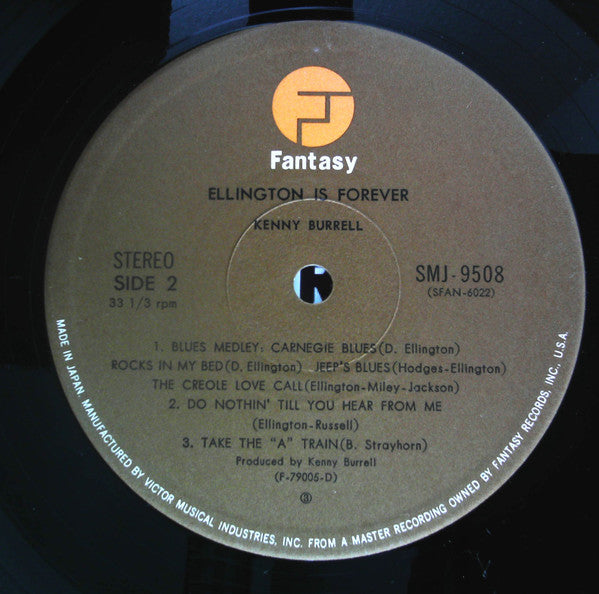 Fantasy
ELLINGTON IS FOREVER
KENNY BURRELL
STEREO
SIDE 2
33 1/3 rpm
SMJ-9508
(SFAN-6022)
1. BLUES MEDLEY: CARNEGIE BLUES(D. Ellington)
ROCKS IN MY BED(D. Ellington) JEEP'S BLUES(Hodges-Ellington)
THE CREOLE LOVE CALL(Ellington-Miley-Jackson)
2. DO NOTHIN' TILL YOU HEAR FROM ME
(Ellington-Russell)
3. TAKE THE "A" TRAIN(B. Strayhorn)
Produced by Kenny Burrell
(F-79005-D)
③
MADE IN JAPAN. MANUFACTURED BY VICTOR MUSICAL INDUSTRIES, INC. FROM A MASTER RECORDING OWNED BY FANTASY RECORDS, INC., U.S.A.